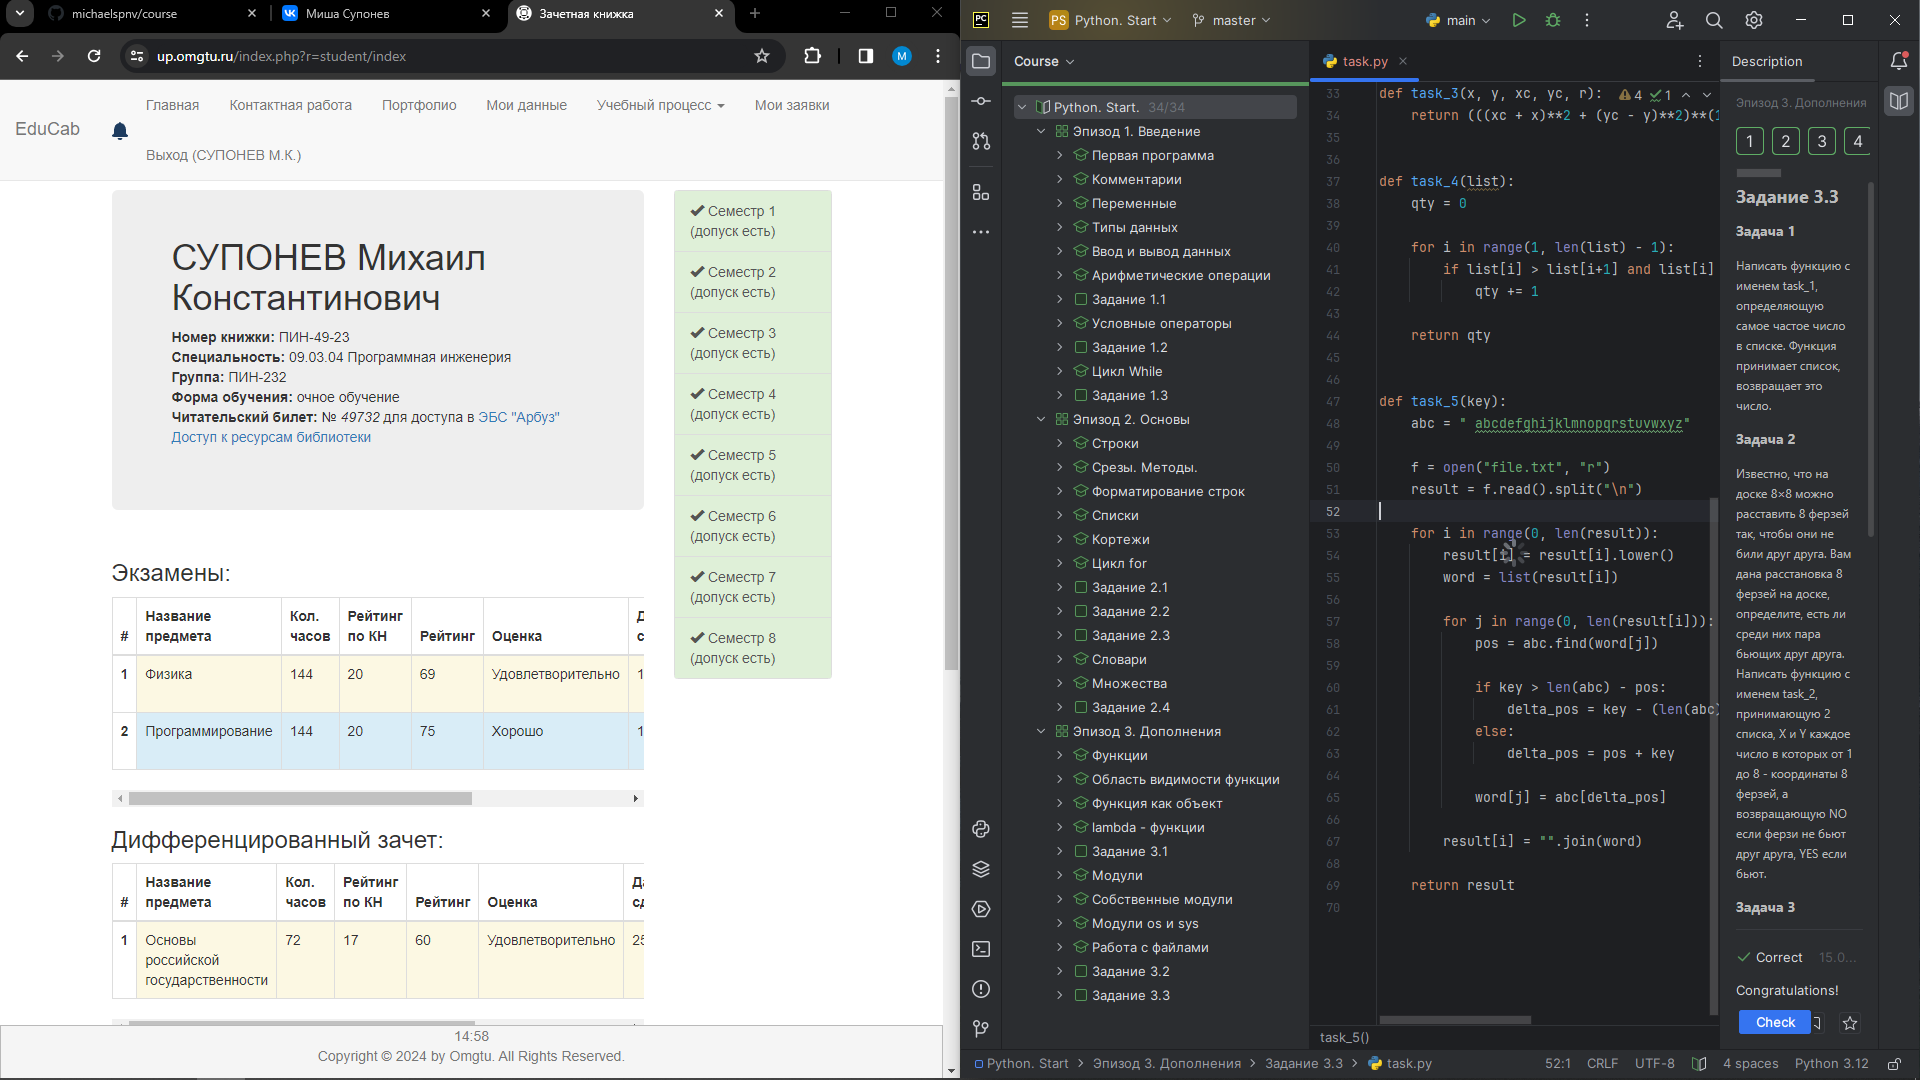 michaelspnv/course
Миша Супонев
Зачетная книжка
up.omgtu.ru/index.php?r=student/index
M
EduCab
Главная
Контактная работа
Портфолио
Мои данные
Учебный процесс
Мои заявки
Выход (СУПОНЕВ М.К.)
СУПОНЕВ Михаил
Константинович
Номер книжки: ПИН-49-23
Специальность: 09.03.04 Программная инженерия
Группа: ПИН-232
Форма обучения: очное обучение
Читательский билет: № 49732 для доступа в ЭБС "Арбуз"
Доступ к ресурсам библиотеки
Семестр 1
(допуск есть)
Семестр 2
(допуск есть)
Семестр 3
(допуск есть)
Семестр 4
(допуск есть)
Семестр 5
(допуск есть)
Семестр 6
(допуск есть)
Семестр 7
(допуск есть)
Семестр 8
(допуск есть)
Экзамены:
# Название предмета Кол. часов Рейтинг по КН Рейтинг Оценка
1 Физика 144 20 69 Удовлетворительно 1
2 Программирование 144 20 75 Хорошо 1
Дифференцированный зачет:
# Название предмета Кол. часов Рейтинг по КН Рейтинг Оценка
1 Основы российской государственности 72 17 60 Удовлетворительно 25
14:58
Copyright © 2024 by Omgtu. All Rights Reserved.
PC
PS Python. Start
master
main
Course
Python. Start. 34/34
Эпизод 1. Введение
Первая программа
Комментарии
Переменные
Типы данных
Ввод и вывод данных
Арифметические операции
Задание 1.1
Условные операторы
Задание 1.2
Цикл While
Задание 1.3
Эпизод 2. Основы
Строки
Срезы. Методы.
Форматирование строк
Списки
Кортежи
Цикл for
Задание 2.1
Задание 2.2
Задание 2.3
Словари
Множества
Задание 2.4
Эпизод 3. Дополнения
Функции
Область видимости функции
Функция как объект
lambda - функции
Задание 3.1
Модули
Собственные модули
Модули os и sys
Работа с файлами
Задание 3.2
Задание 3.3
task.py
4 1
33 def task_3(x, y, xc, yc, r):
34 return (((xc + x)**2 + (yc - y)**2)**(1
35
36
37 def task_4(list):
38 qty = 0
39
40 for i in range(1, len(list) - 1):
41 if list[i] > list[i+1] and list[i]
42 qty += 1
43
44 return qty
45
46
47 def task_5(key):
48 abc = " abcdefghijklmnopqrstuvwxyz"
49
50 f = open("file.txt", "r")
51 result = f.read().split("\n")
52
53 for i in range(0, len(result)):
54 result[i] = result[i].lower()
55 word = list(result[i])
56
57 for j in range(0, len(result[i])):
58 pos = abc.find(word[j])
59
60 if key > len(abc) - pos:
61 delta_pos = key - (len(abc)
62 else:
63 delta_pos = pos + key
64
65 word[j] = abc[delta_pos]
66
67 result[i] = "".join(word)
68
69 return result
70
task_5()
Description
Эпизод 3. Дополнения
1 2 3 4
Задание 3.3
Задача 1
Написать функцию с
именем task_1,
определяющую
самое частое число
в списке. Функция
принимает список,
возвращает это
число.
Задача 2
Известно, что на
доске 8×8 можно
расставить 8 ферзей
так, чтобы они не
били друг друга. Вам
дана расстановка 8
ферзей на доске,
определите, есть ли
среди них пара
бьющих друг друга.
Написать функцию с
именем task_2,
принимающую 2
списка, X и Y каждое
число в которых от 1
до 8 - координаты 8
ферзей, а
возвращающую NO
если ферзи не бьют
друг друга, YES если
бьют.
Задача 3
Correct 15.0...
Congratulations!
Check
Python. Start
Эпизод 3. Дополнения
Задание 3.3
task.py
52:1
CRLF
UTF-8
4 spaces
Python 3.12